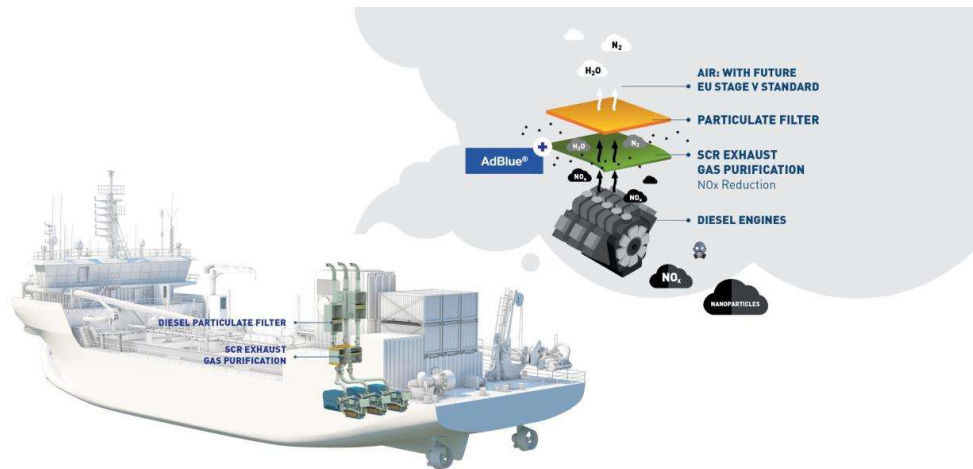 N₂
H₂O
AIR: WITH FUTURE
EU STAGE V STANDARD
PARTICULATE FILTER
AdBlue®
+
H₂O
N₂
SCR EXHAUST
GAS PURIFICATION
NOx Reduction
NOₓ
NOₓ
DIESEL ENGINES
NOₓ
NANOPARTICLES
DIESEL PARTICULATE FILTER
SCR EXHAUST
GAS PURIFICATION